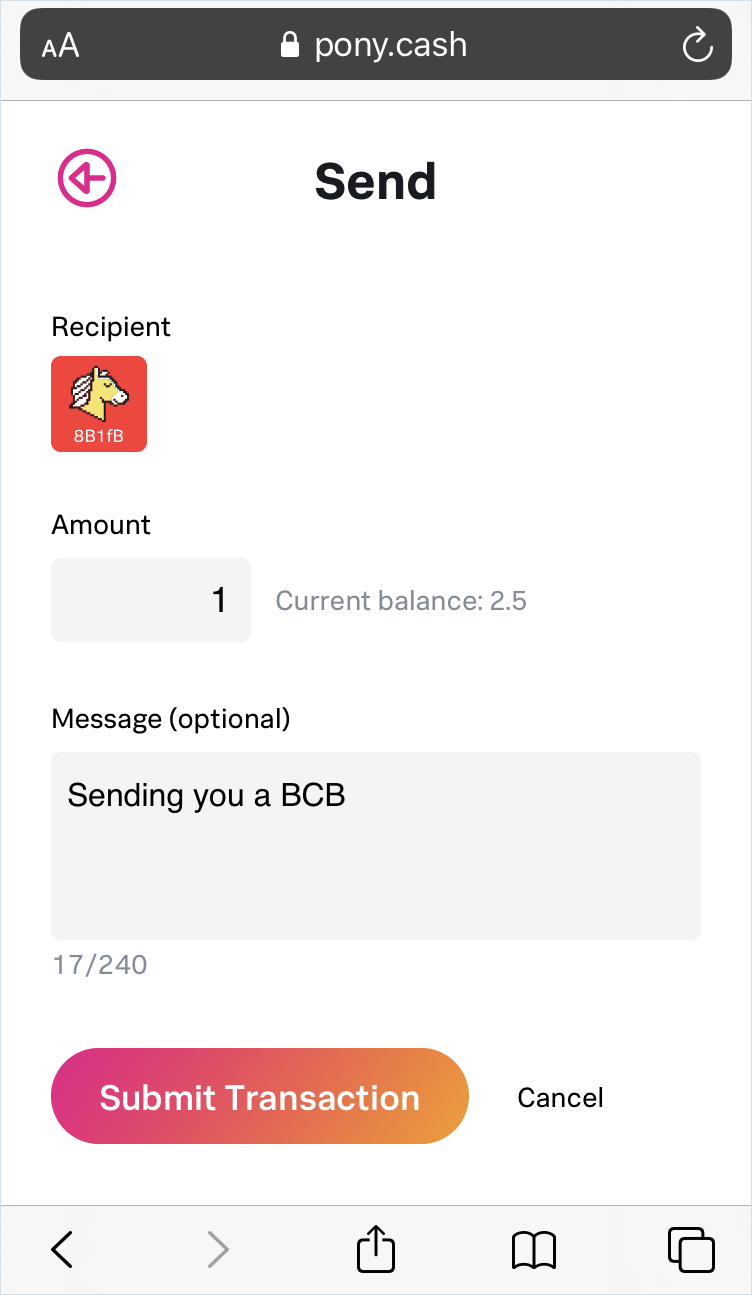 AA
pony.cash
Send
Recipient
8B1fB
Amount
1
Current balance: 2.5
Message (optional)
Sending you a BCB
17/240
Submit Transaction
Cancel